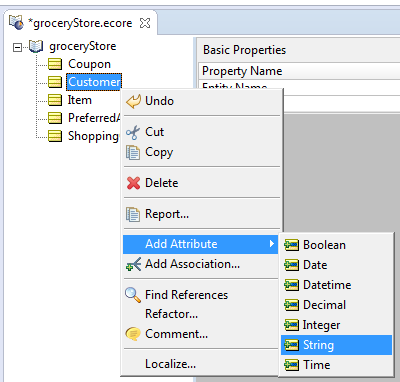 *groceryStore.ecore
groceryStore
Coupon
Customer
Item
PreferredA
Shopping
Basic Properties
Property Name
Entity Name
Undo
Cut
Copy
Delete
Report...
Add Attribute
Add Association...
Find References
Refactor...
Comment...
Localize...
Boolean
Date
Datetime
Decimal
Integer
String
Time